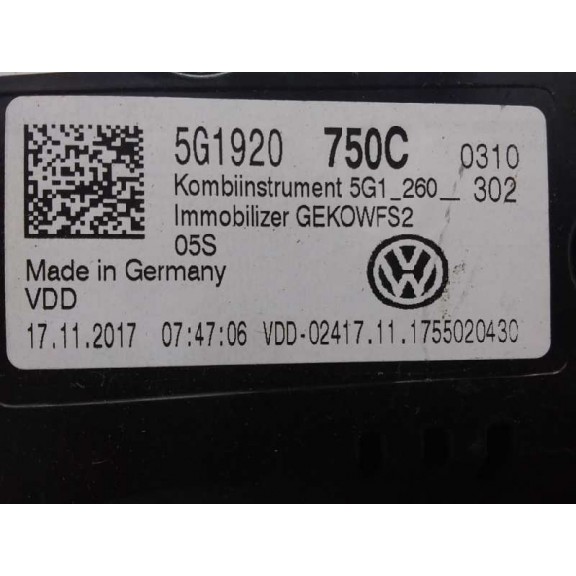 5G1920 750C 0310
Kombiinstrument 5G1_260__ 302
Immobilizer GEKOWFS2
05S
Made in Germany
VDD
17.11.2017 07:47:06 VDD-02417.11.1755020430